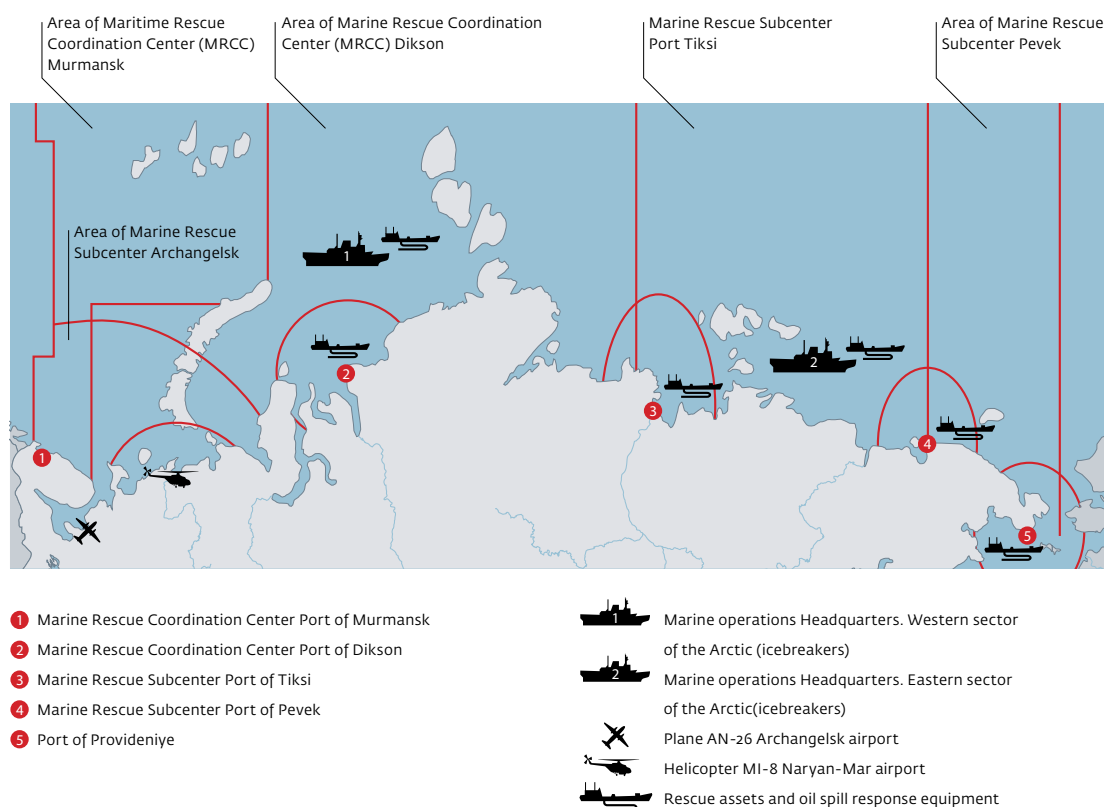 Area of Maritime Rescue
Coordination Center (MRCC)
Murmansk
Area of Marine Rescue Coordination
Center (MRCC) Dikson
Marine Rescue Subcenter
Port Tiksi
Area of Marine Rescue
Subcenter Pevek
Area of Marine Rescue
Subcenter Archangelsk
1
2
2
3
4
1
5
1 Marine Rescue Coordination Center Port of Murmansk
2 Marine Rescue Coordination Center Port of Dikson
3 Marine Rescue Subcenter Port of Tiksi
4 Marine Rescue Subcenter Port of Pevek
5 Port of Provideniye
1 Marine operations Headquarters. Western sector
of the Arctic (icebreakers)
2 Marine operations Headquarters. Eastern sector
of the Arctic(icebreakers)
Plane AN-26 Archangelsk airport
Helicopter MI-8 Naryan-Mar airport
Rescue assets and oil spill response equipment